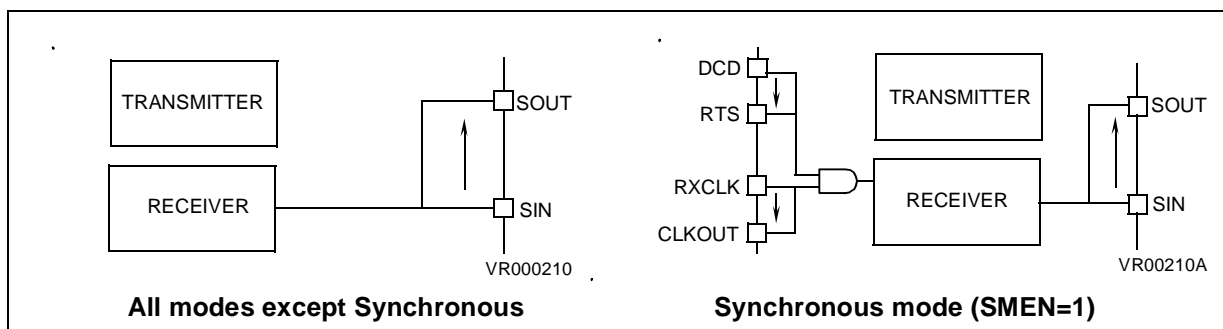 TRANSMITTER
RECEIVER
SOUT
SIN
VR000210
All modes except Synchronous
DCD
RTS
RXCLK
CLKOUT
TRANSMITTER
RECEIVER
SOUT
SIN
VR00210A
Synchronous mode (SMEN=1)